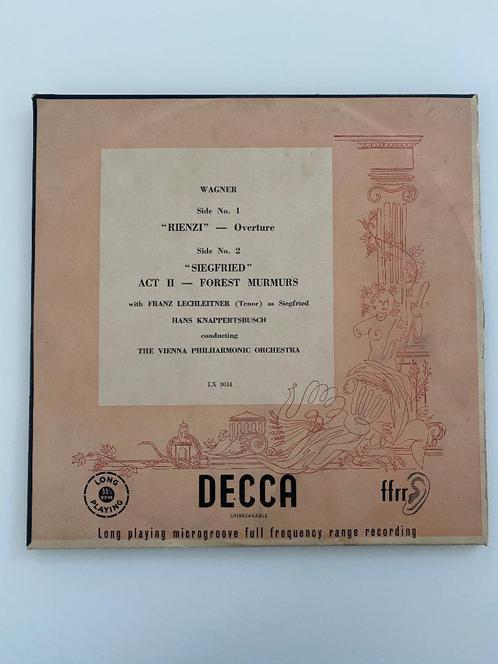 WAGNER
Side No. 1
“RIENZI” — Overture
Side No. 2
“SIEGFRIED”
ACT II — FOREST MURMURS
with FRANZ LECHLEITNER (Tenor) as Siegfried
HANS KNAPPERTSBUSCH
conducting
THE VIENNA PHILHARMONIC ORCHESTRA
LX 3034
LONG
33⅓
RPM
PLAYING
DECCA
UNBREAKABLE
ffrr
Long playing microgroove full frequency range recording